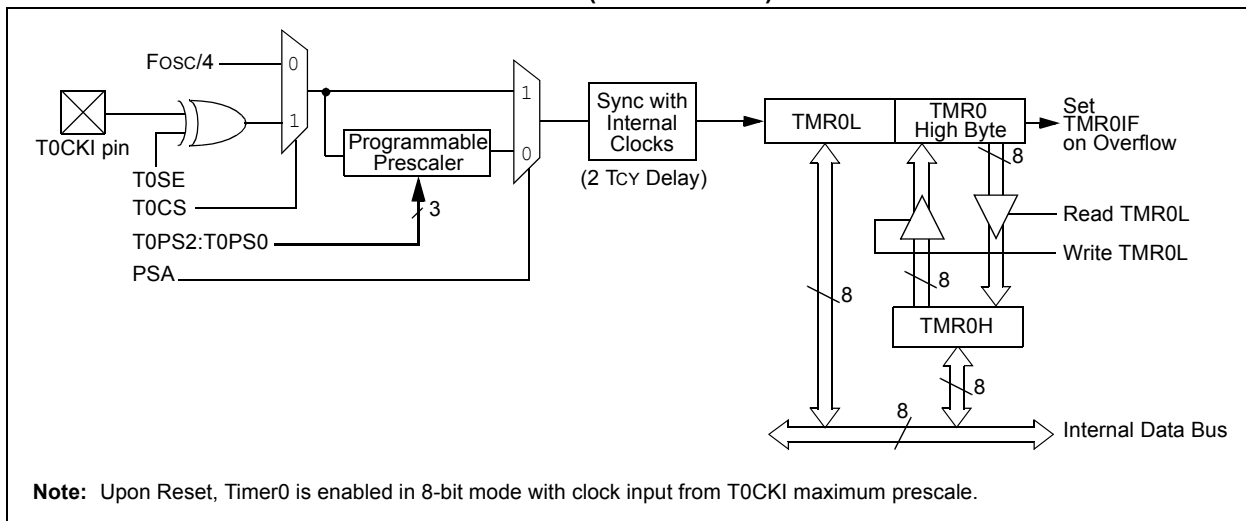 FOSC/4
0
1
T0CKI pin
T0SE
T0CS
T0PS2:T0PS0
PSA
Programmable
Prescaler
3
1
0
Sync with
Internal
Clocks
(2 TCY Delay)
TMR0L
TMR0
High Byte
Set
TMR0IF
on Overflow
8
Read TMR0L
Write TMR0L
8
8
TMR0H
8
8
Internal Data Bus
Note: Upon Reset, Timer0 is enabled in 8-bit mode with clock input from T0CKI maximum prescale.